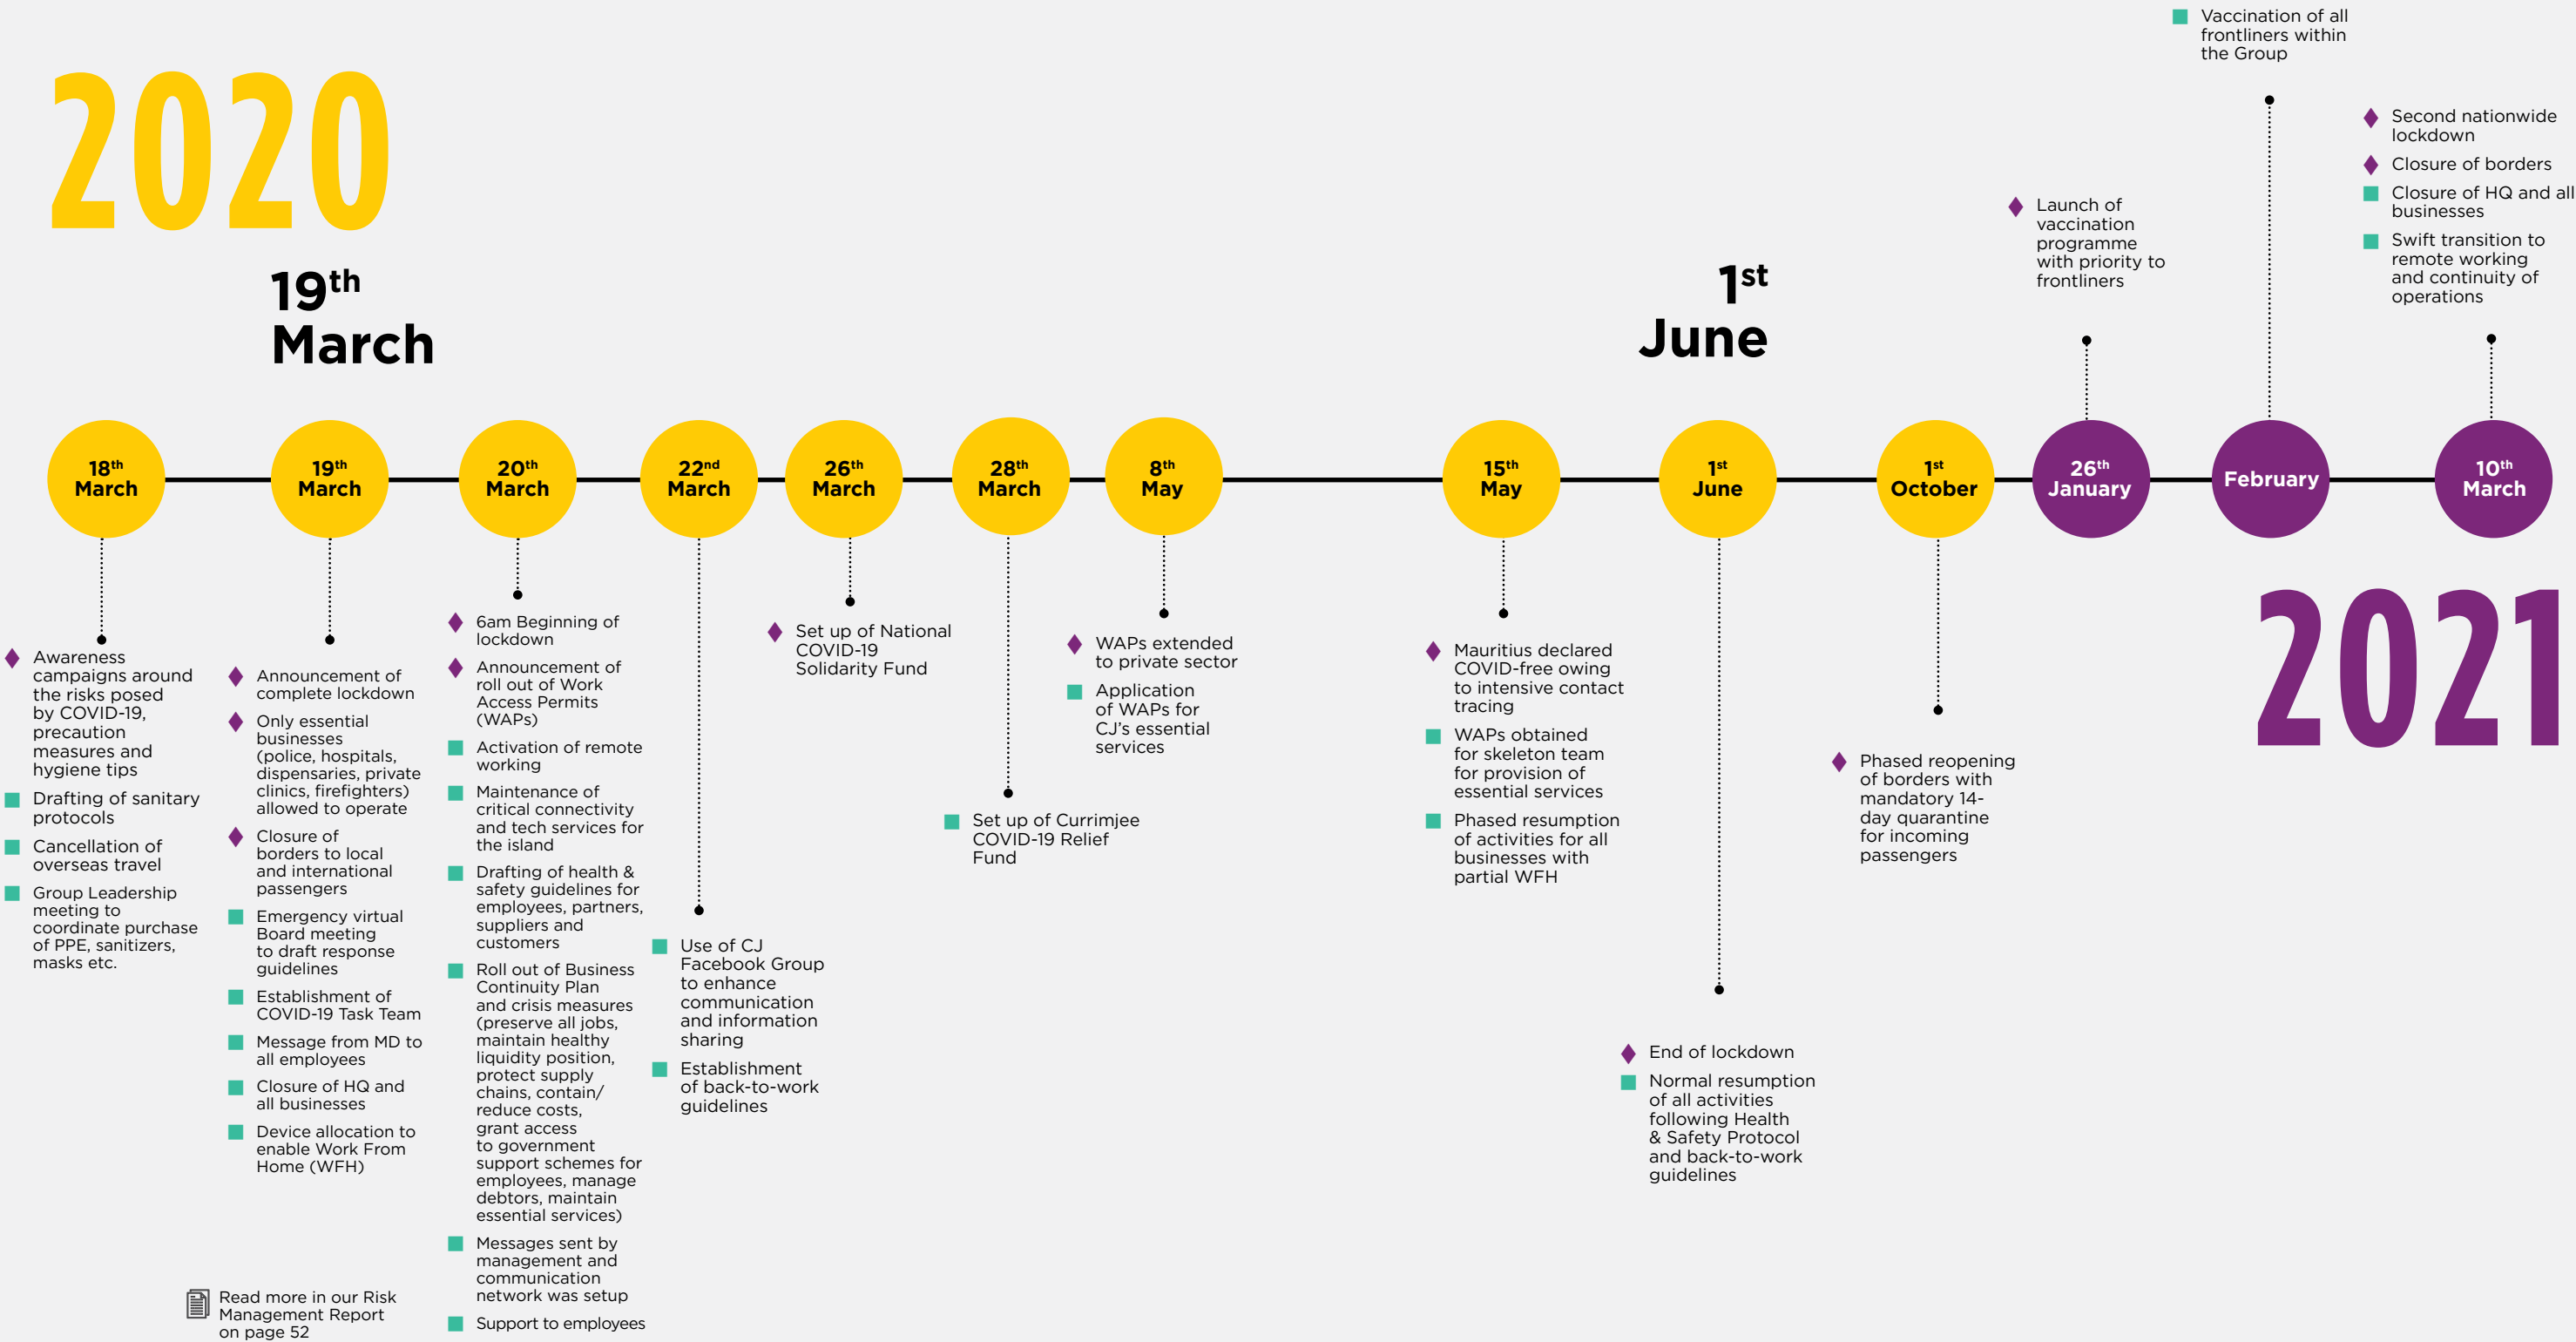 2020
19th
March
1st
June
Vaccination of all
frontliners within
the Group
Second nationwide
lockdown
Closure of borders
Closure of HQ and all
businesses
Swift transition to
remote working
and continuity of
operations
Launch of
vaccination
programme
with priority to
frontliners
18th
March
19th
March
20th
March
22nd
March
26th
March
28th
March
8th
May
15th
May
1st
June
1st
October
26th
January
February
10th
March
2021
Awareness
campaigns around
the risks posed
by COVID-19,
precaution
measures and
hygiene tips
Drafting of sanitary
protocols
Cancellation of
overseas travel
Group Leadership
meeting to
coordinate purchase
of PPE, sanitizers,
masks etc.
Announcement of
complete lockdown
Only essential
businesses
(police, hospitals,
dispensaries, private
clinics, firefighters)
allowed to operate
Closure of
borders to local
and international
passengers
Emergency virtual
Board meeting
to draft response
guidelines
Establishment of
COVID-19 Task Team
Message from MD to
all employees
Closure of HQ and
all businesses
Device allocation to
enable Work From
Home (WFH)
6am Beginning of
lockdown
Announcement of
roll out of Work
Access Permits
(WAPs)
Activation of remote
working
Maintenance of
critical connectivity
and tech services for
the island
Drafting of health &
safety guidelines for
employees, partners,
suppliers and
customers
Roll out of Business
Continuity Plan
and crisis measures
(preserve all jobs,
maintain healthy
liquidity position,
protect supply
chains, contain/
reduce costs,
grant access
to government
support schemes for
employees, manage
debtors, maintain
essential services)
Messages sent by
management and
communication
network was setup
Support to employees
Use of CJ
Facebook Group
to enhance
communication
and information
sharing
Establishment
of back-to-work
guidelines
Set up of National
COVID-19
Solidarity Fund
Set up of Currimjee
COVID-19 Relief
Fund
WAPs extended
to private sector
Application
of WAPs for
CJ's essential
services
Mauritius declared
COVID-free owing
to intensive contact
tracing
WAPs obtained
for skeleton team
for provision of
essential services
Phased resumption
of activities for all
businesses with
partial WFH
End of lockdown
Normal resumption
of all activities
following Health
& Safety Protocol
and back-to-work
guidelines
Phased reopening
of borders with
mandatory 14-
day quarantine
for incoming
passengers
Read more in our Risk
Management Report
on page 52